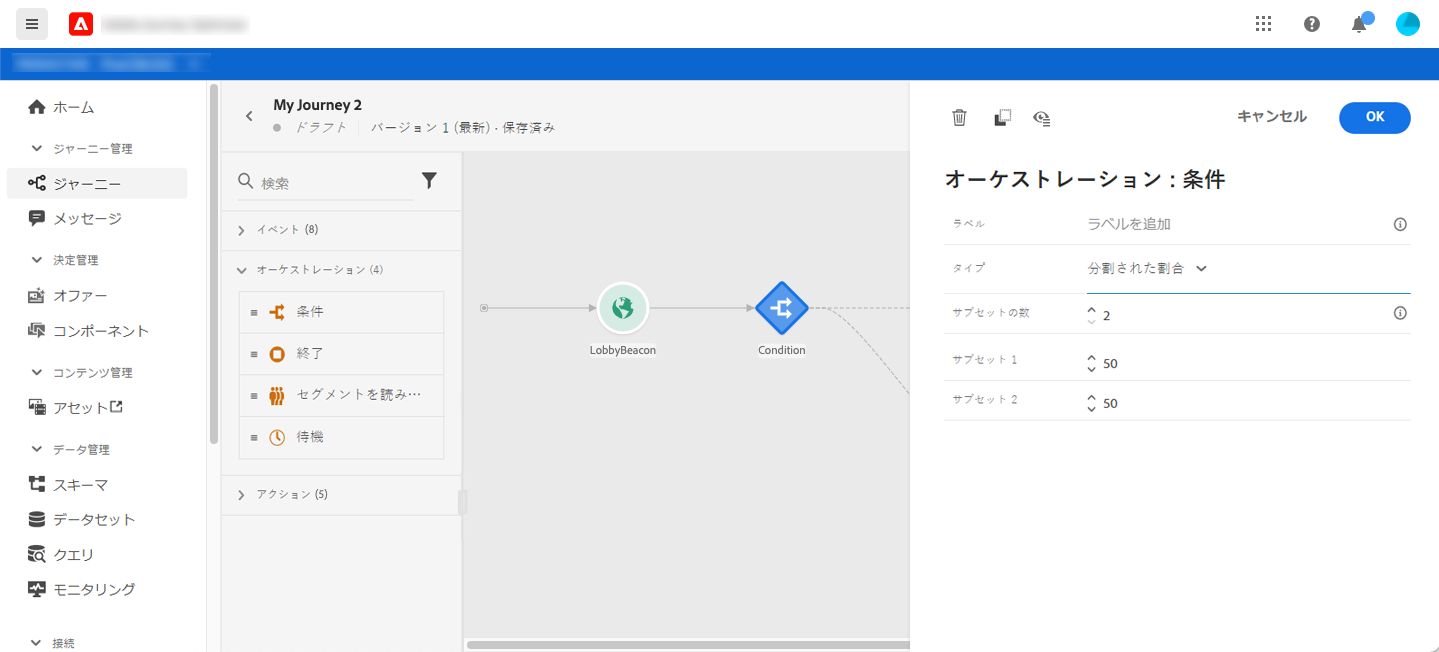 ホーム
ジャーニー管理
ジャーニー
メッセージ
決定管理
オファー
コンポーネント
コンテンツ管理
アセット
データ管理
スキーマ
データセット
クエリ
モニタリング
接続
My Journey 2
ドラフト バージョン 1 (最新) · 保存済み
検索
イベント (8)
オーケストレーション (4)
条件
終了
セグメントを読み…
待機
アクション (5)
LobbyBeacon
Condition
キャンセル
OK
オーケストレーション : 条件
ラベル ラベルを追加
タイプ 分割された割合
サブセットの数 2
サブセット 1 50
サブセット 2 50